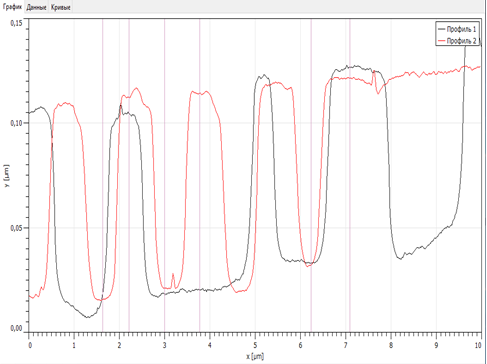 График Данные Кривые
0,15
Профиль 1
Профиль 2
0,10
y [µm]
0,05
0,00
0 1 2 3 4 5 6 7 8 9 10
x [µm]